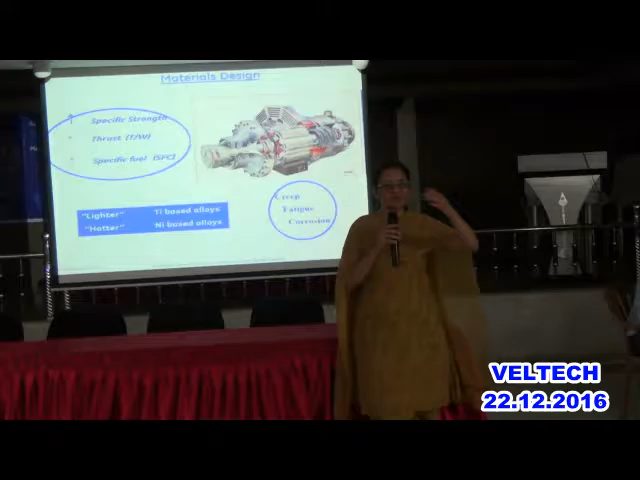 Materials Design
Specific Strength
Thrust (T/W)
Specific fuel (SFC)
"Lighter" Ti based alloys
"Hotter" Ni based alloys
Creep
Fatigue
Corrosion
VELTECH
22.12.2016